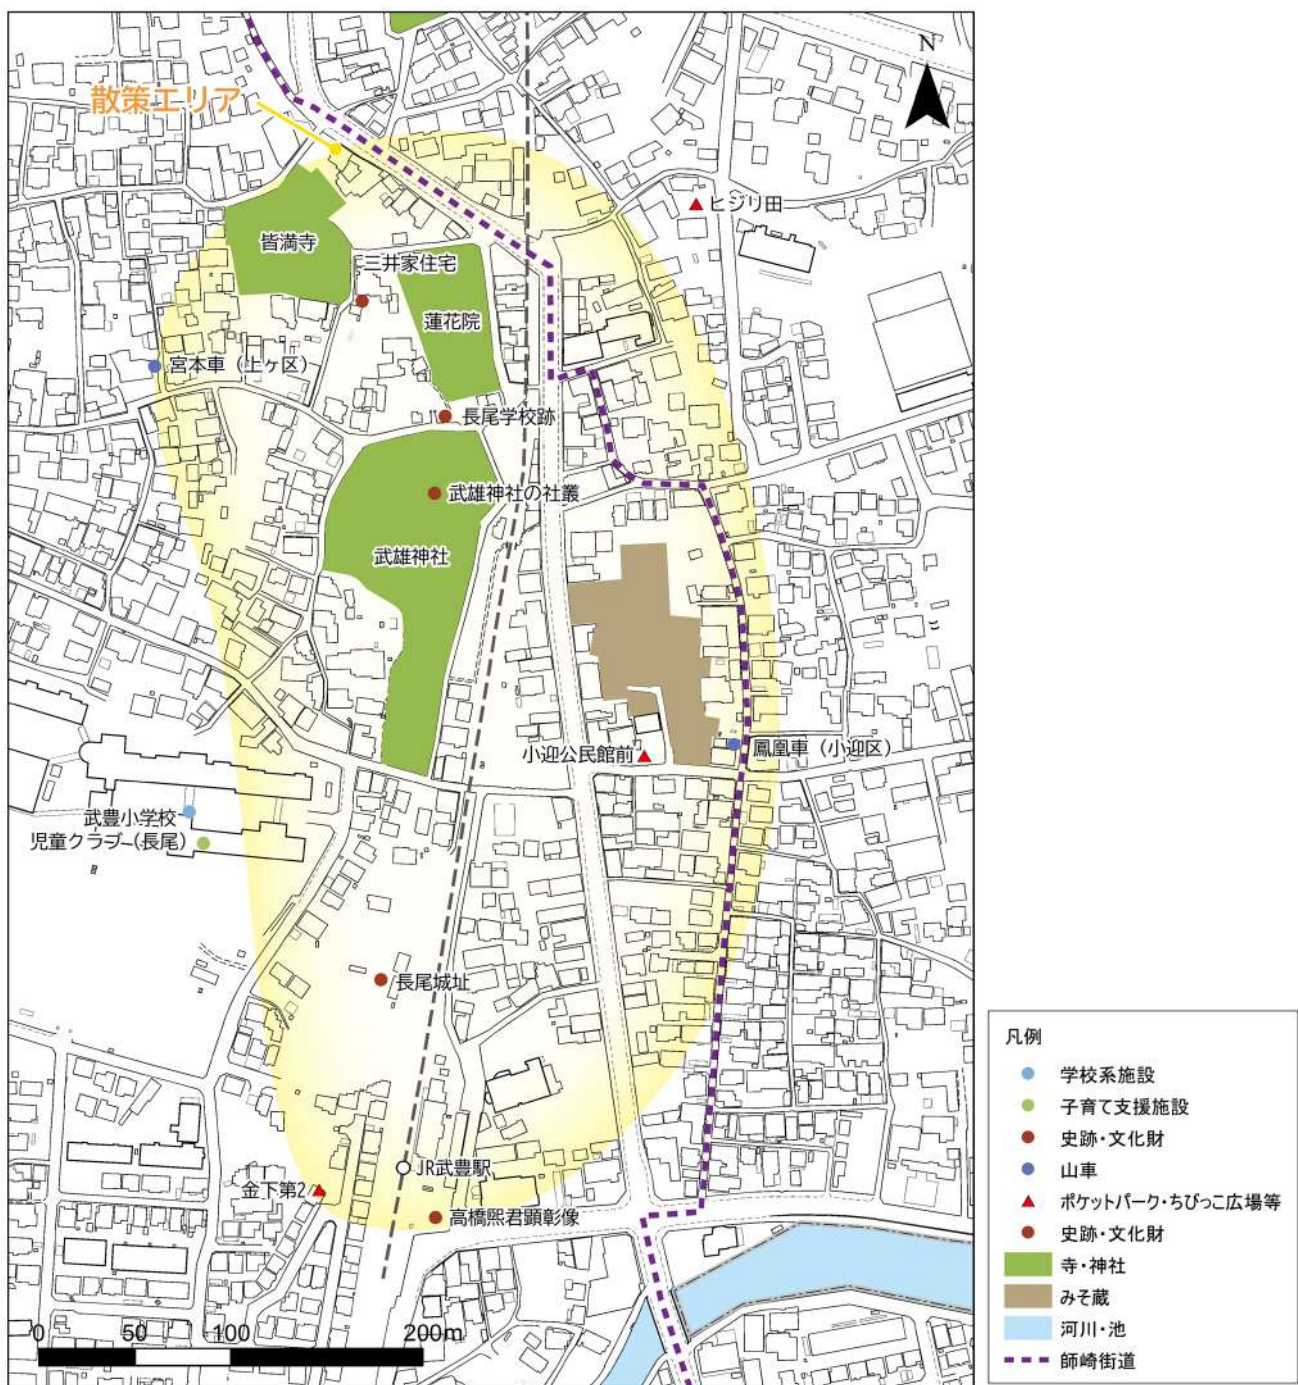 N
散策エリア
ヒジリ田
皆満寺
三井家住宅
蓮花院
宮本車（上ヶ区）
長尾学校跡
武雄神社の社叢
武雄神社
小迎公民館前
鳳凰車（小迎区）
武豊小学校
児童クラブー(長尾)
長尾城址
JR武豊駅
金下第2
高橋煕君顕彰像
0 50 100 200m
凡例
学校系施設
子育て支援施設
史跡・文化財
山車
ポケットパーク・ちびっこ広場等
史跡・文化財
寺・神社
みそ蔵
河川・池
師崎街道